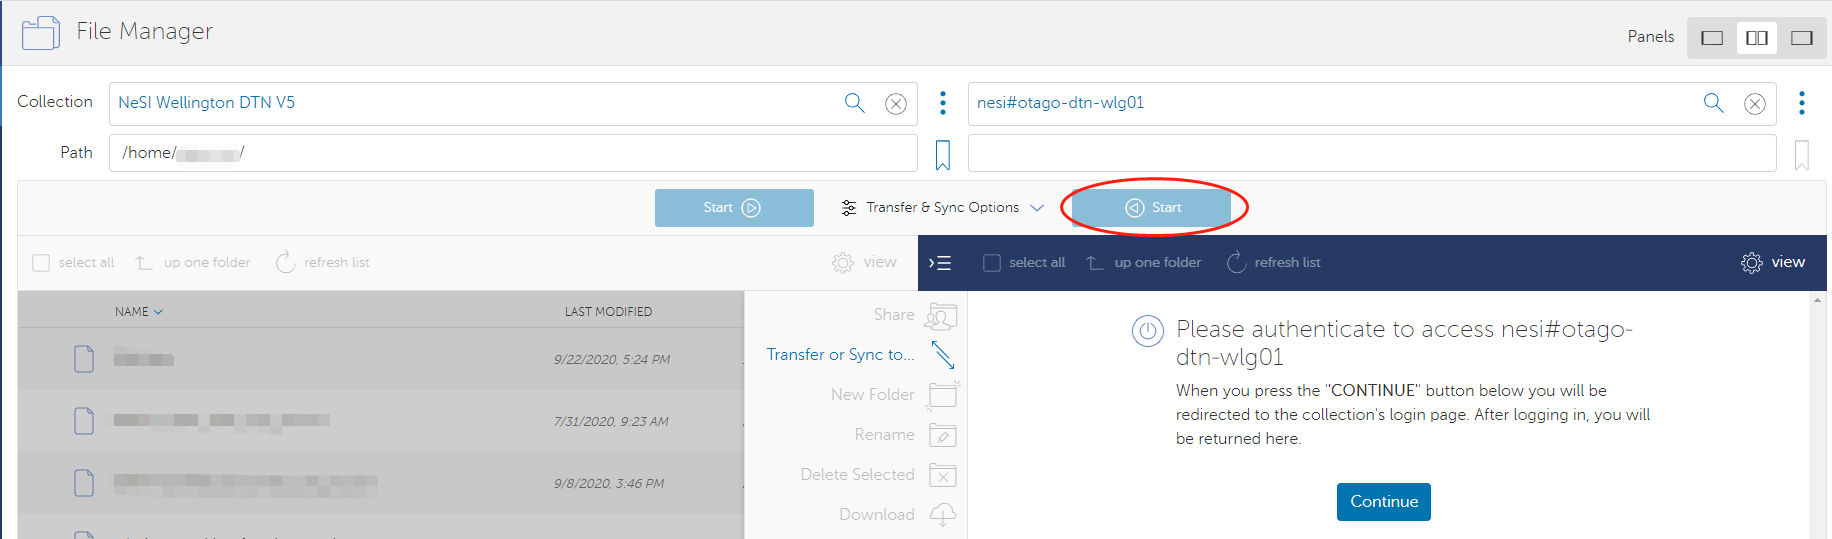 File Manager
Panels
Collection
NeSI Wellington DTN V5
nesi#otago-dtn-wlg01
Path
/home/ /
Start
Transfer & Sync Options
Start
select all
up one folder
refresh list
view
select all
up one folder
refresh list
view
NAME
LAST MODIFIED
Share
Transfer or Sync to...
New Folder
Rename
Delete Selected
Download
9/22/2020, 5:24 PM
7/31/2020, 9:23 AM
9/8/2020, 3:46 PM
Please authenticate to access nesi#otago-
dtn-wlg01
When you press the "CONTINUE" button below you will be
redirected to the collection's login page. After logging in, you will
be returned here.
Continue